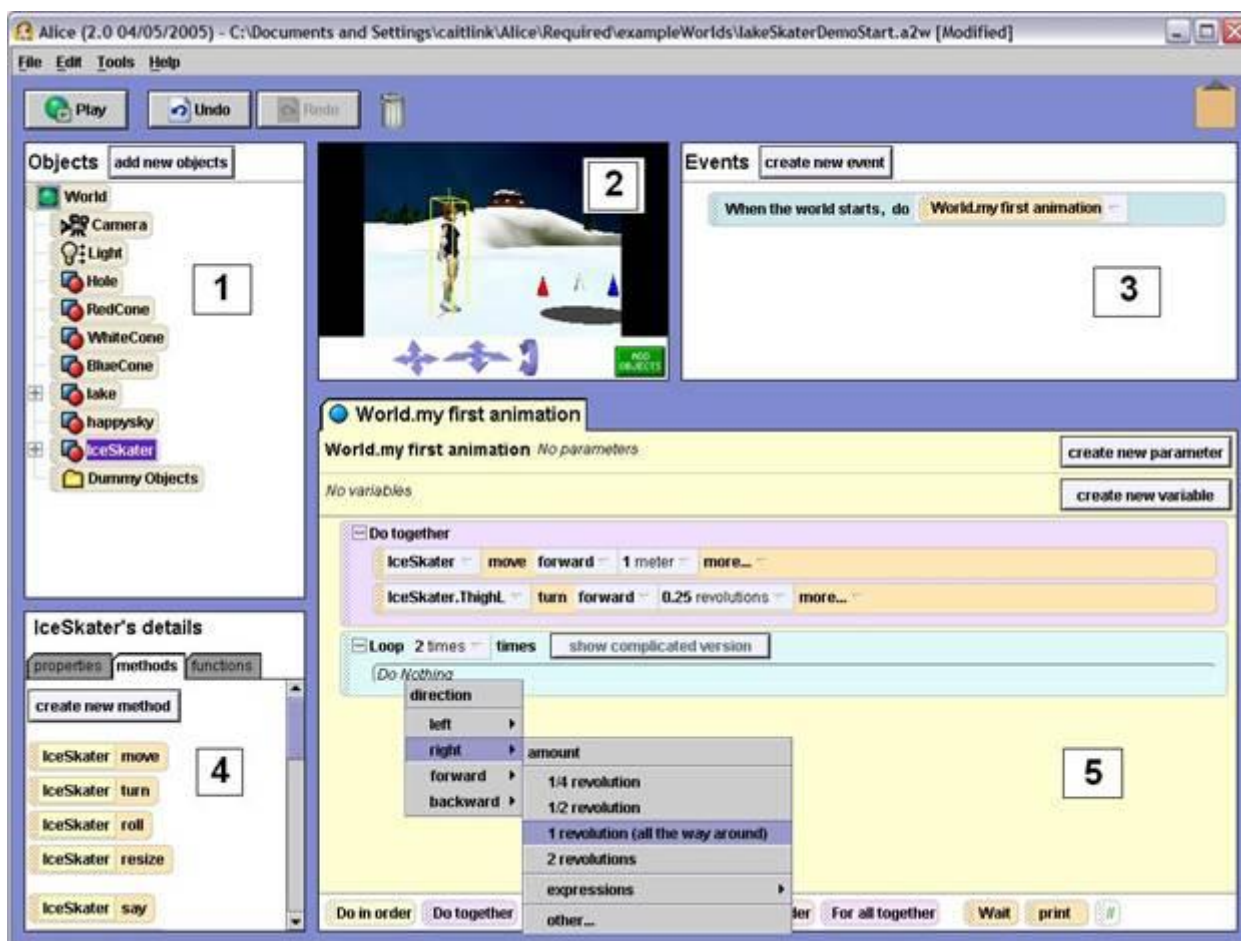 Alice (2.0 04/05/2005) - C:\Documents and Settings\caitlink\Alice\Required\exampleWorlds\lakeSkaterDemoStart.a2w [Modified]
File Edit Tools Help
Play Undo Redo
Objects add new objects
World
Camera
Light
Hole
RedCone
WhiteCone
BlueCone
lake
happysky
IceSkater
Dummy Objects
1
2
ADD OBJECTS
Events create new event
When the world starts, do World.my first animation
3
IceSkater's details
properties methods functions
create new method
IceSkater move
IceSkater turn
IceSkater roll
IceSkater resize
IceSkater say
4
World.my first animation
World.my first animation No parameters create new parameter
No variables create new variable
Do together
IceSkater move forward 1 meter more...
IceSkater.ThighL turn forward 0.25 revolutions more...
Loop 2 times times show complicated version
Do Nothing
direction
left
right
forward
backward
amount
1/4 revolution
1/2 revolution
1 revolution (all the way around)
2 revolutions
expressions
other...
5
Do in order Do together For all together Wait print //